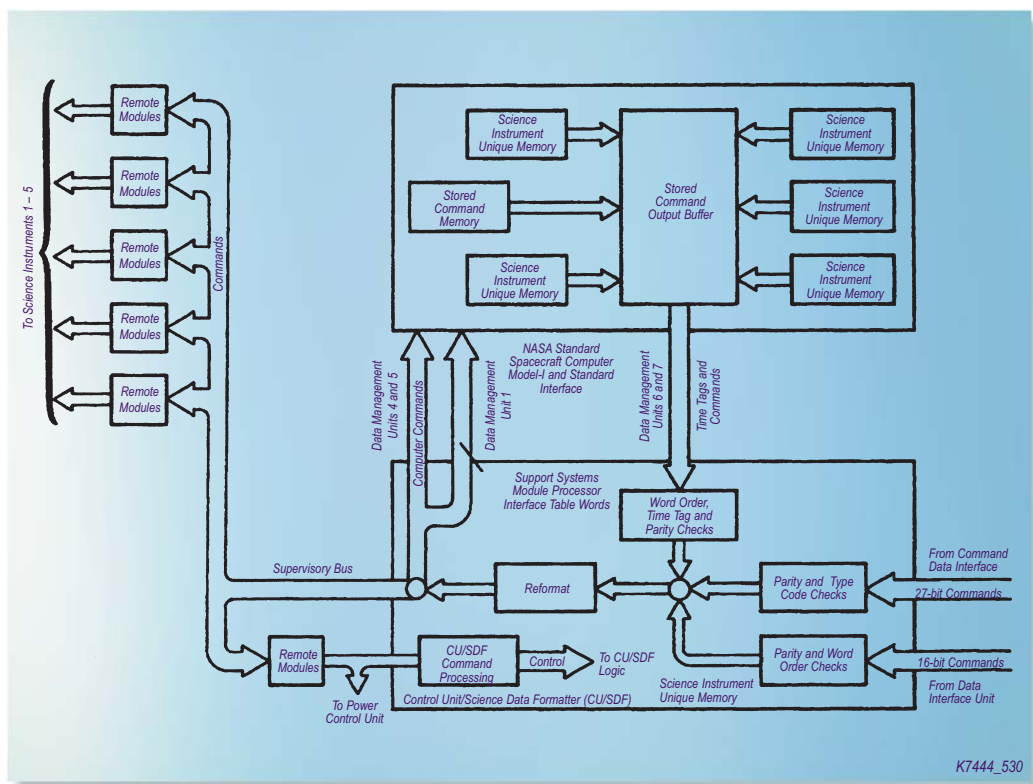 To Science Instruments 1 – 5
Remote
Modules
Remote
Modules
Remote
Modules
Remote
Modules
Remote
Modules
Commands
Science
Instrument
Unique Memory
Stored
Command
Memory
Science
Instrument
Unique Memory
Stored
Command
Output Buffer
Science
Instrument
Unique Memory
Science
Instrument
Unique Memory
Science
Instrument
Unique Memory
NASA Standard
Spacecraft Computer
Model-I and Standard
Interface
Data Management
Units 4 and 5
Computer Commands
Data Management
Unit 1
Data Management
Units 6 and 7
Time Tags and
Commands
Support Systems
Module Processor
Interface Table Words
Word Order,
Time Tag and
Parity Checks
Supervisory Bus
Reformat
Parity and Type
Code Checks
From Command
Data Interface
27-bit Commands
Remote
Modules
CU/SDF
Command
Processing
Control
To CU/SDF
Logic
Parity and Word
Order Checks
16-bit Commands
From Data
Interface Unit
Science Instrument
Unique Memory
To Power
Control Unit
Control Unit/Science Data Formatter (CU/SDF)
K7444_530